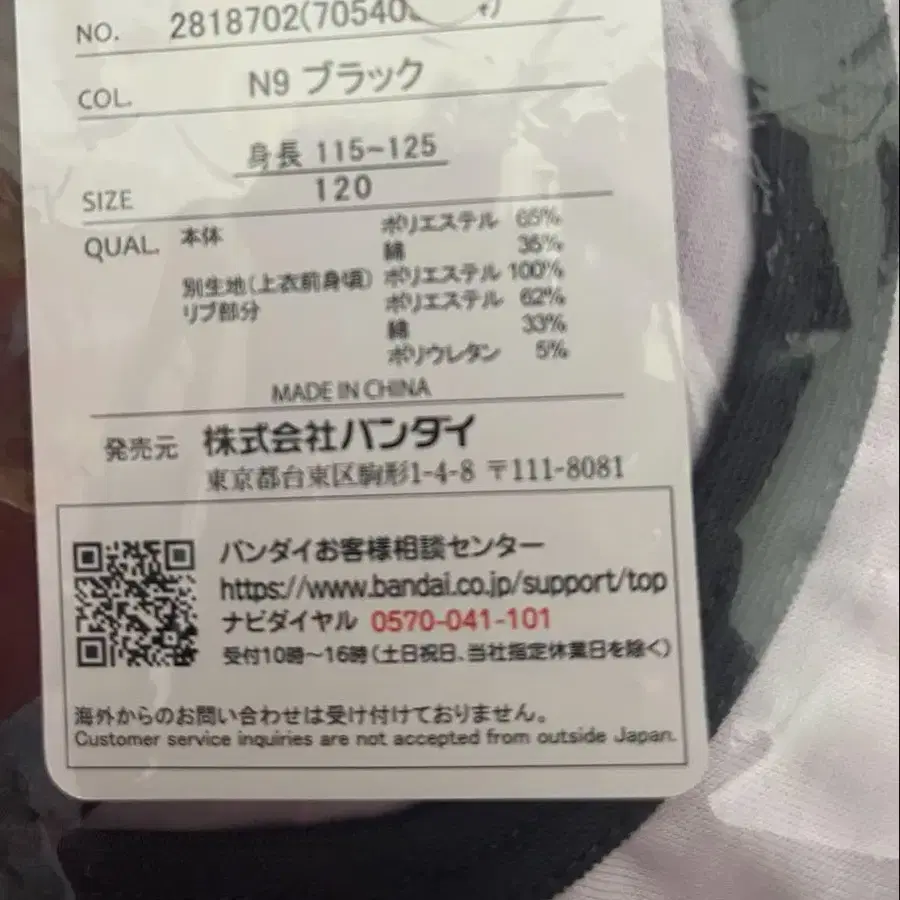 NO. 2818702(70540
COL. N9 ブラック
身長 115~125
SIZE 120
QUAL. 本体 ポリエステル 65%
綿 35%
別生地(上衣前身頃) ポリエステル 100%
リブ部分 ポリエステル 62%
綿 33%
ポリウレタン 5%
MADE IN CHINA
発売元 株式会社バンダイ
東京都台東区駒形1-4-8 〒111-8081
バンダイお客様相談センター
https://www.bandai.co.jp/support/top
ナビダイヤル 0570-041-101
受付10時~16時(土日祝日、当社指定休業日を除く)
海外からのお問い合わせは受け付けておりません。
Customer service inquiries are not accepted from outside Japan.